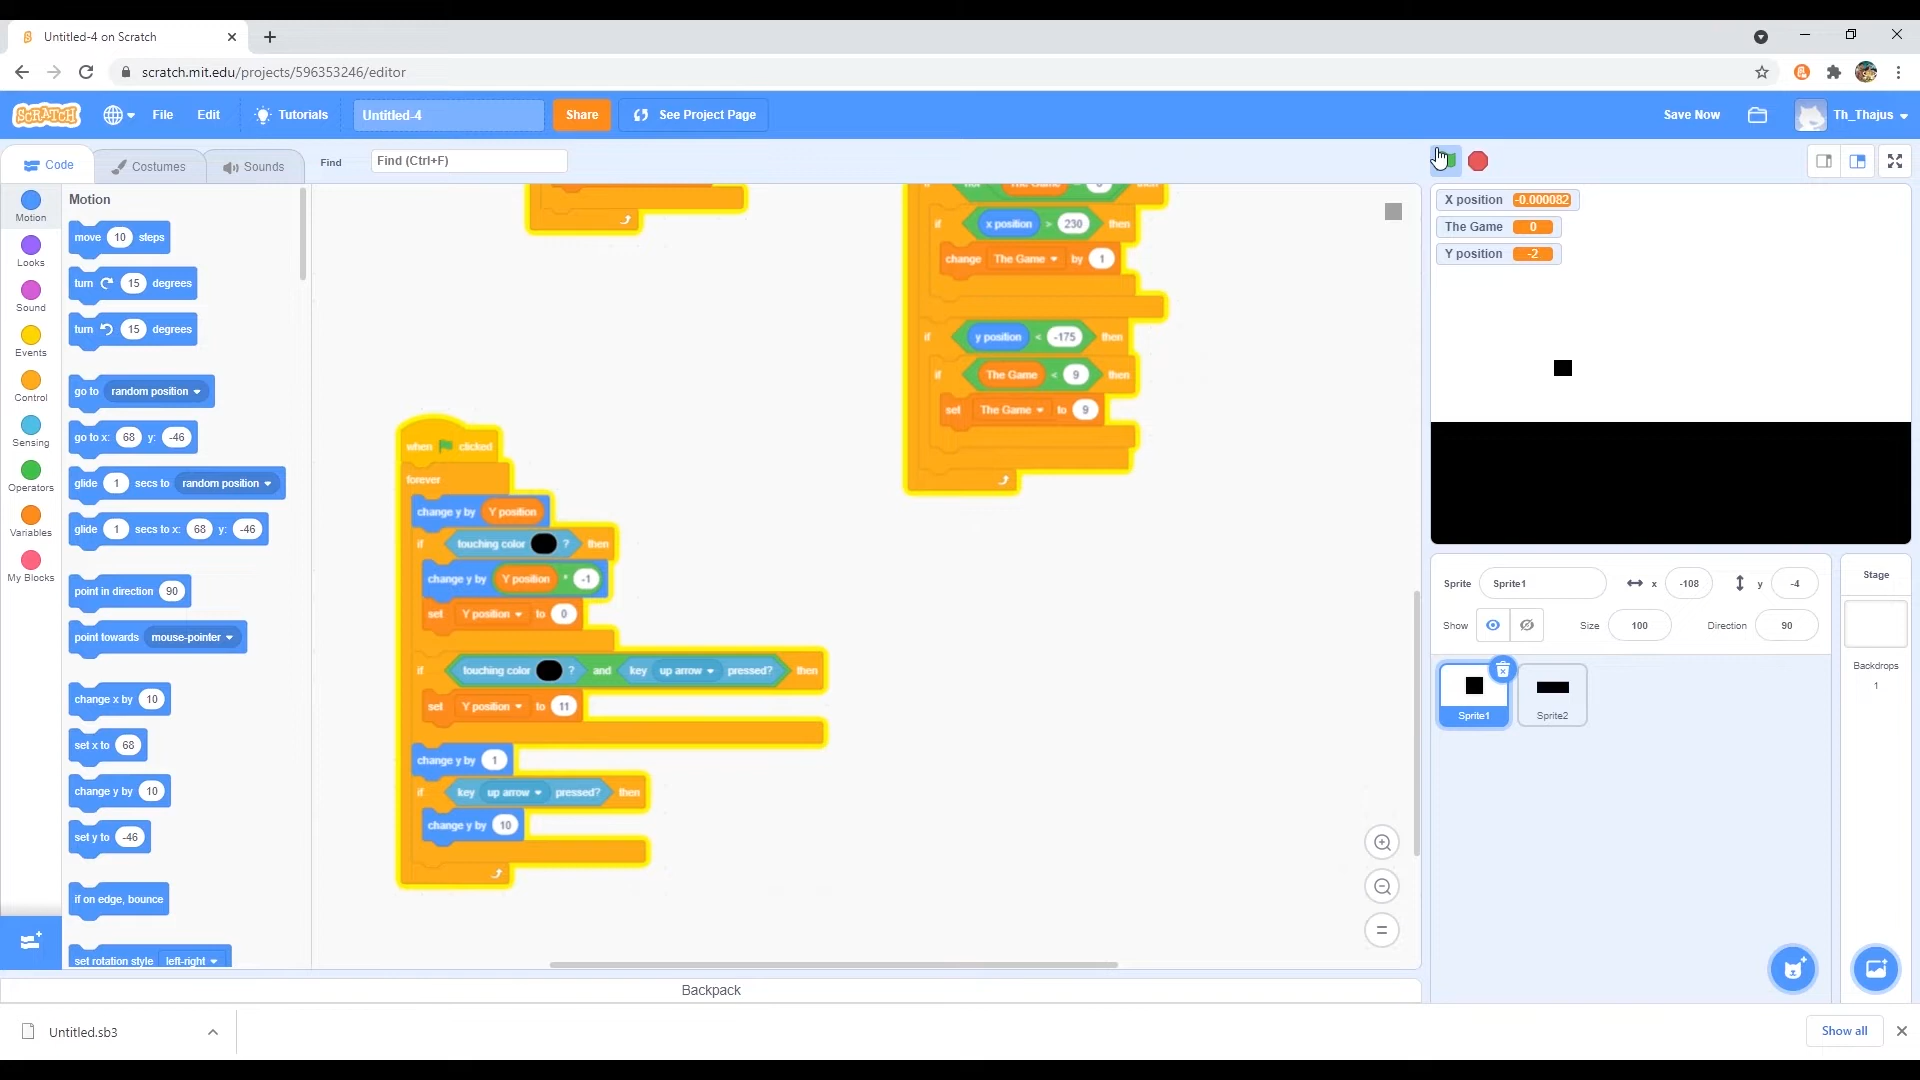 Untitled-4 on Scratch
scratch.mit.edu/projects/596353246/editor
SCRATCH File Edit Tutorials Untitled-4 Share See Project Page Save Now Th_Thajus
Code Costumes Sounds Find Find (Ctrl+F)
Motion
Looks
Sound
Events
Control
Sensing
Operators
Variables
My Blocks
Motion
move 10 steps
turn 15 degrees
turn 15 degrees
go to random position
go to x: 68 y: -46
glide 1 secs to random position
glide 1 secs to x: 68 y: -46
point in direction 90
point towards mouse-pointer
change x by 10
set x to 68
change y by 10
set y to -46
if on edge, bounce
set rotation style left-right
when clicked
forever
change y by Y position
if touching color ? then
change y by Y position * -1
set Y position to 0
if touching color ? and key up arrow pressed? then
set Y position to 11
change y by 1
if key up arrow pressed? then
change y by 10
if x position > 230 then
change The Game by 1
if y position < -175 then
if The Game < 9 then
set The Game to 9
X position -0.000082
The Game 0
Y position -2
Sprite Sprite1 x -108 y -4
Show Size 100 Direction 90
Sprite1
Sprite2
Stage
Backdrops
1
Backpack
Untitled.sb3
Show all